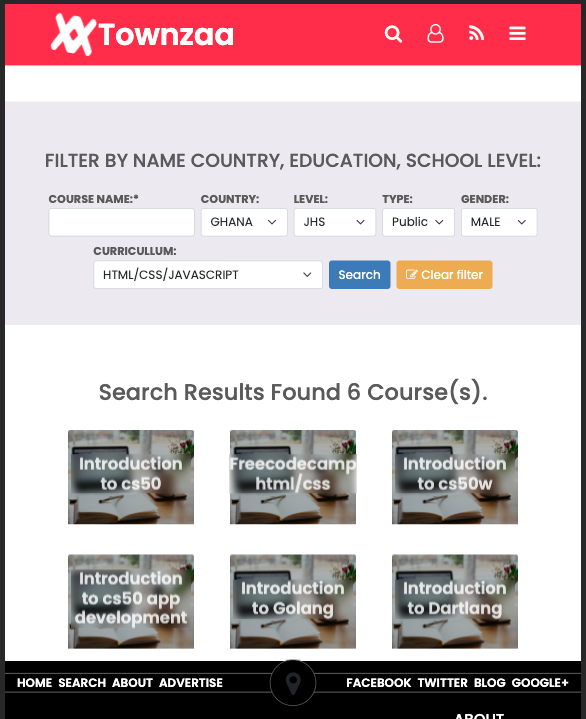 Townzaa
FILTER BY NAME COUNTRY, EDUCATION, SCHOOL LEVEL:
COURSE NAME:* COUNTRY: LEVEL: TYPE: GENDER:
GHANA JHS Public MALE
CURRICULLUM:
HTML/CSS/JAVASCRIPT Search Clear filter
Search Results Found 6 Course(s).
Introduction
to cs50
Freecodecamp
html/css
Introduction
to cs50w
Introduction
to cs50 app
development
Introduction
to Golang
Introduction
to Dartlang
HOME SEARCH ABOUT ADVERTISE FACEBOOK TWITTER BLOG GOOGLE+
ABOUT